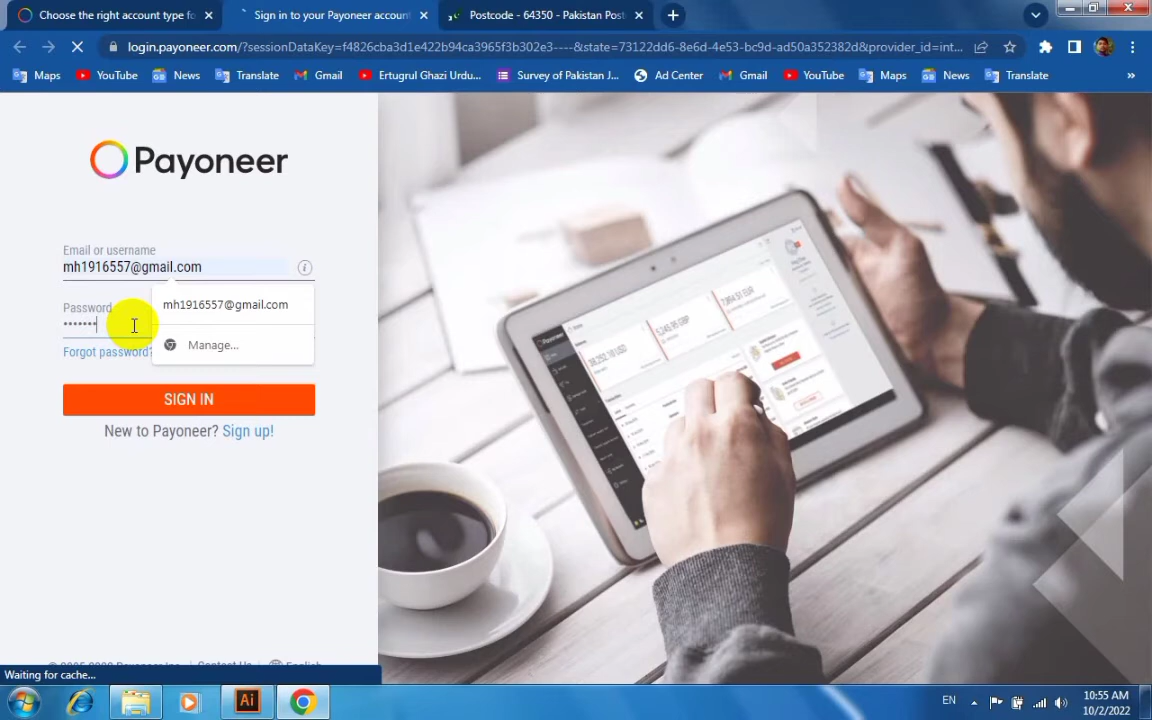 Choose the right account type fo
Sign in to your Payoneer account
Postcode - 64350 - Pakistan Post
login.payoneer.com/?sessionDataKey=f4826cba3d1e422b94ca3965f3b302e3----&state=73122dd6-8e6d-4e53-bc9d-ad50a352382d&provider_id=int...
Maps YouTube News Translate Gmail Ertugrul Ghazi Urdu... Survey of Pakistan J... Ad Center Gmail YouTube Maps News Translate »
Payoneer
Email or username
mh1916557@gmail.com
Password
mh1916557@gmail.com
Manage...
Forgot password?
SIGN IN
New to Payoneer? Sign up!
Contact Us English
Waiting for cache...
Ai
EN
10:55 AM
10/2/2022